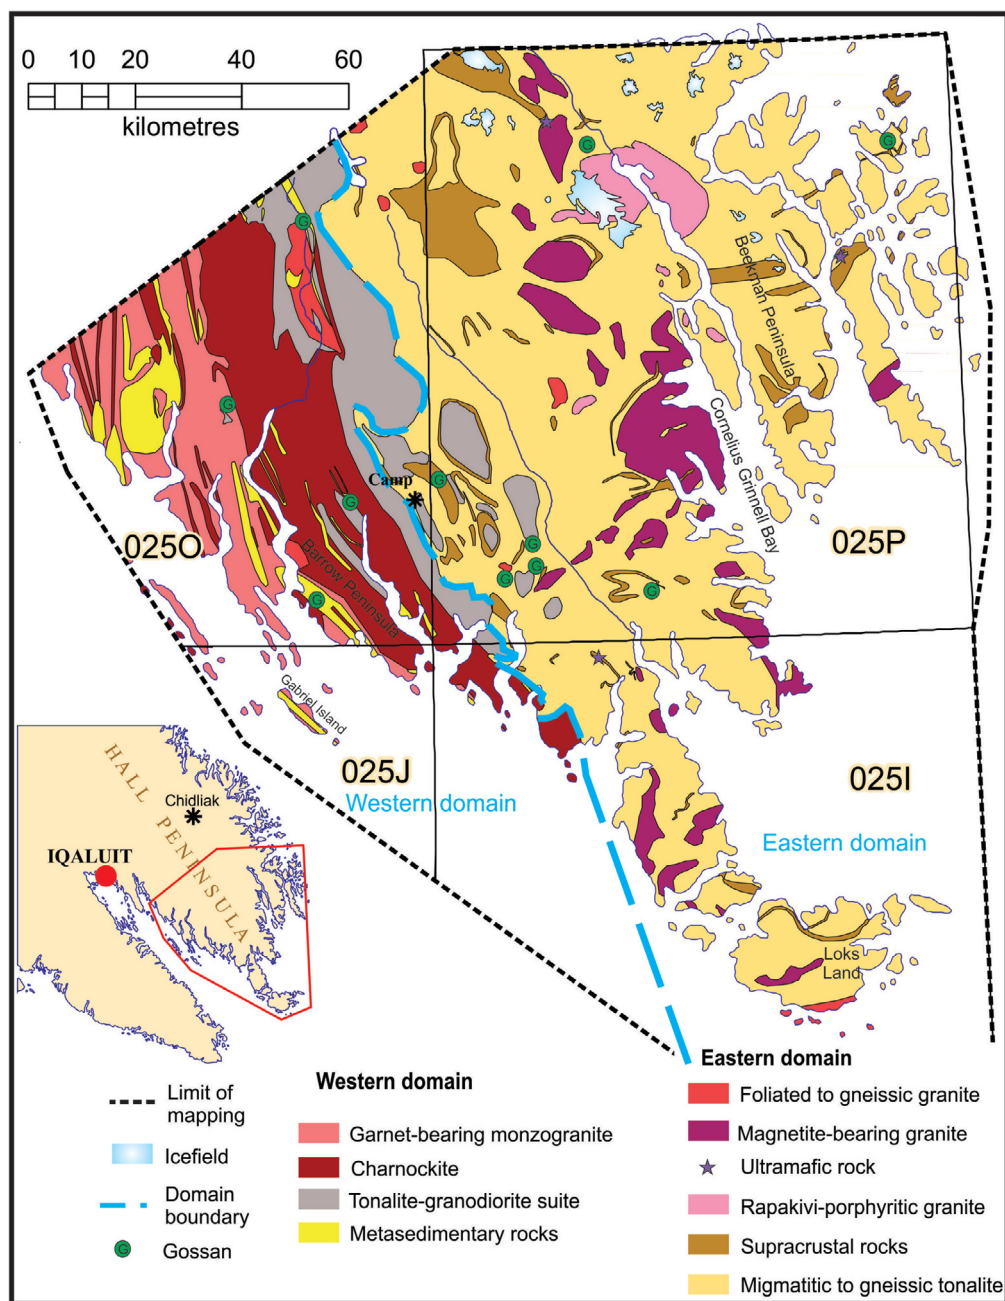 0 20 40 60
kilometres
Beekman Peninsula
Cornelius Grinnell Bay
Camp
025O
025P
Barrow Peninsula
Gabriel Island
025J
025I
Western domain
Eastern domain
Loks
Land
HALL PENINSULA
Chidliak
IQALUIT
G
G
G
G
G
G
G
G
G
G
G
Limit of
mapping
Icefield
Domain
boundary
G Gossan
Western domain
Garnet-bearing monzogranite
Charnockite
Tonalite-granodiorite suite
Metasedimentary rocks
Eastern domain
Foliated to gneissic granite
Magnetite-bearing granite
Ultramafic rock
Rapakivi-porphyritic granite
Supracrustal rocks
Migmatitic to gneissic tonalite